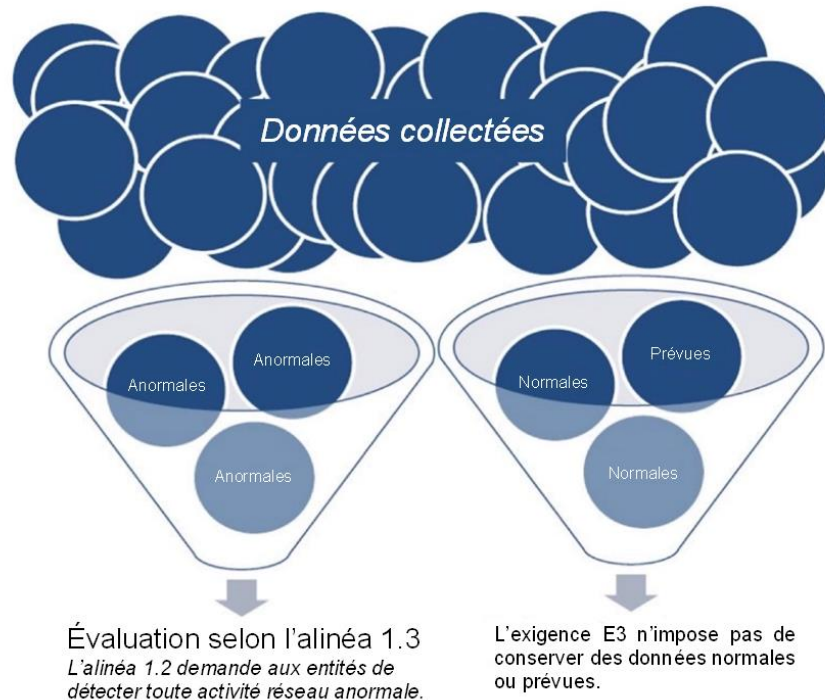 Données collectées
Anormales
Anormales
Anormales
Normales
Prévues
Normales
Évaluation selon l'alinéa 1.3
L'alinéa 1.2 demande aux entités de
détecter toute activité réseau anormale.
L'exigence E3 n'impose pas de
conserver des données normales
ou prévues.